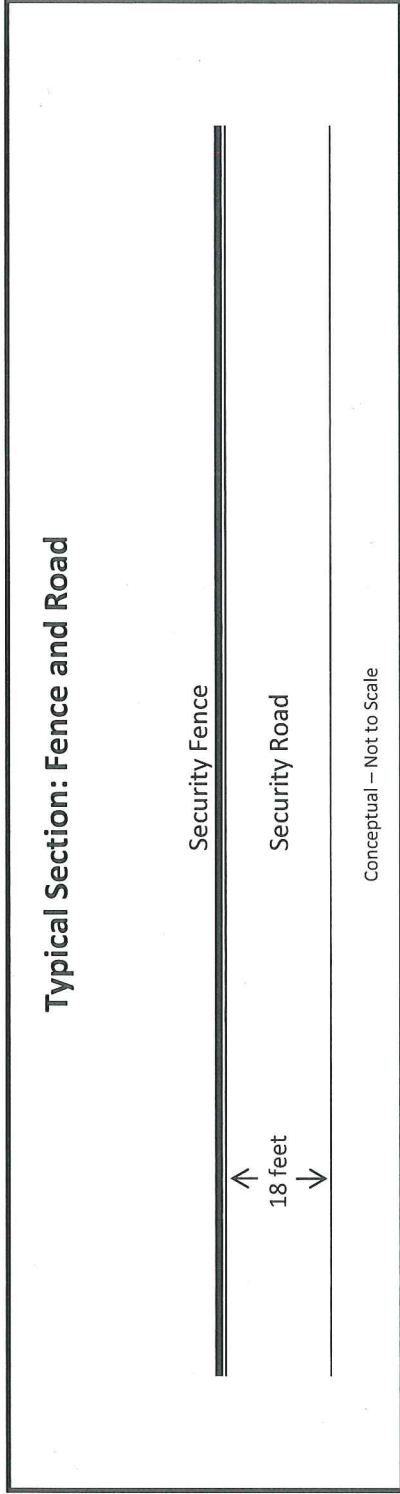 Typical Section: Fence and Road
Security Fence
Security Road
18 feet
Conceptual – Not to Scale